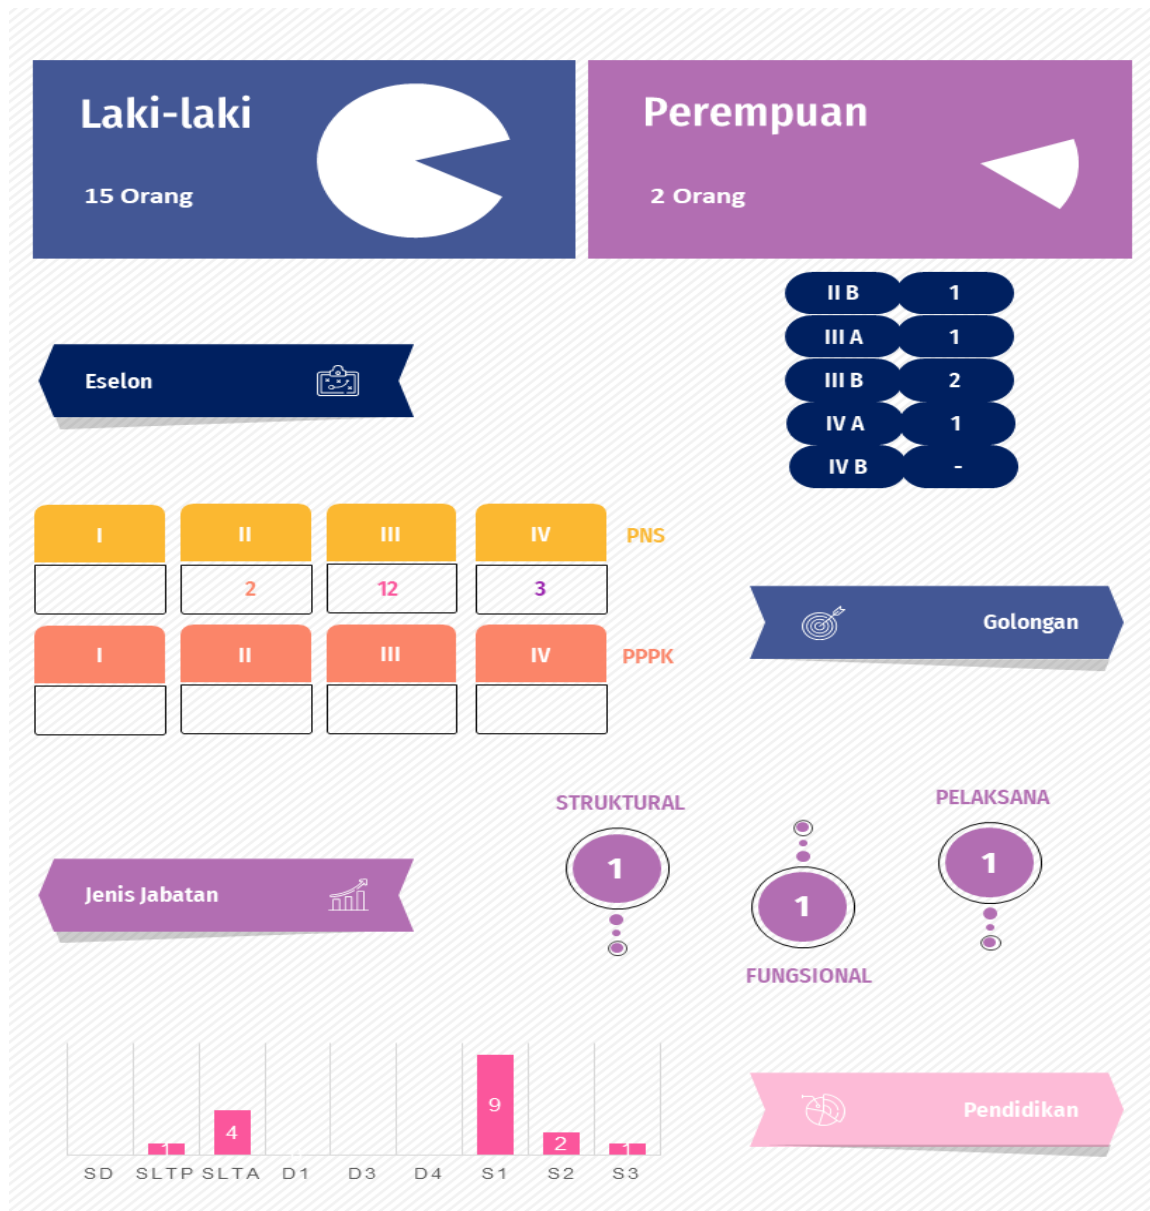 Laki-laki
15 Orang
Perempuan
2 Orang
Eselon
II B 1
III A 1
III B 2
IV A 1
IV B -
I II III IV PNS
2 12 3
I II III IV PPPK
Golongan
Jenis Jabatan
STRUKTURAL
1
FUNGSIONAL
1
PELAKSANA
1
1 4 9 2 1
SD SLTP SLTA D1 D3 D4 S1 S2 S3
Pendidikan